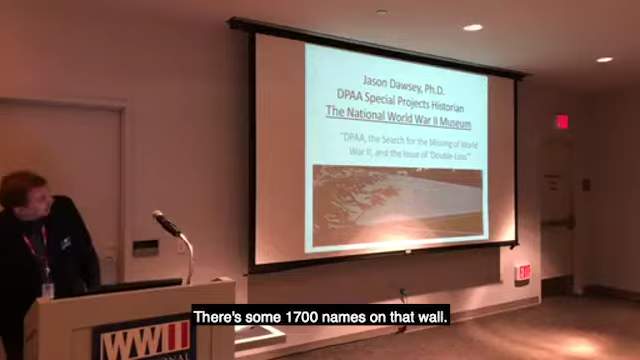 Jason Dawsey, Ph.D.
DPAA Special Projects Historian
The National World War II Museum
"DPAA, the Search for the Missing of World
War II, and the Issue of 'Double-Loss'"
EXIT
There's some 1700 names on that wall.
WWII